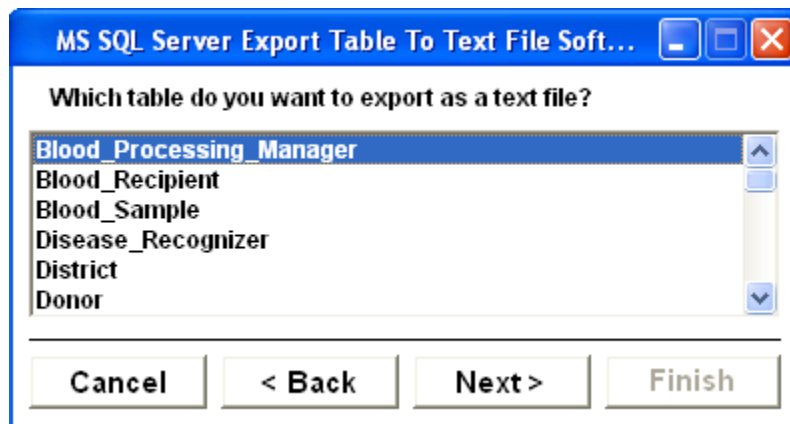 MS SQL Server Export Table To Text File Soft...
Which table do you want to export as a text file?
Blood_Processing_Manager
Blood_Recipient
Blood_Sample
Disease_Recognizer
District
Donor
Cancel < Back Next > Finish